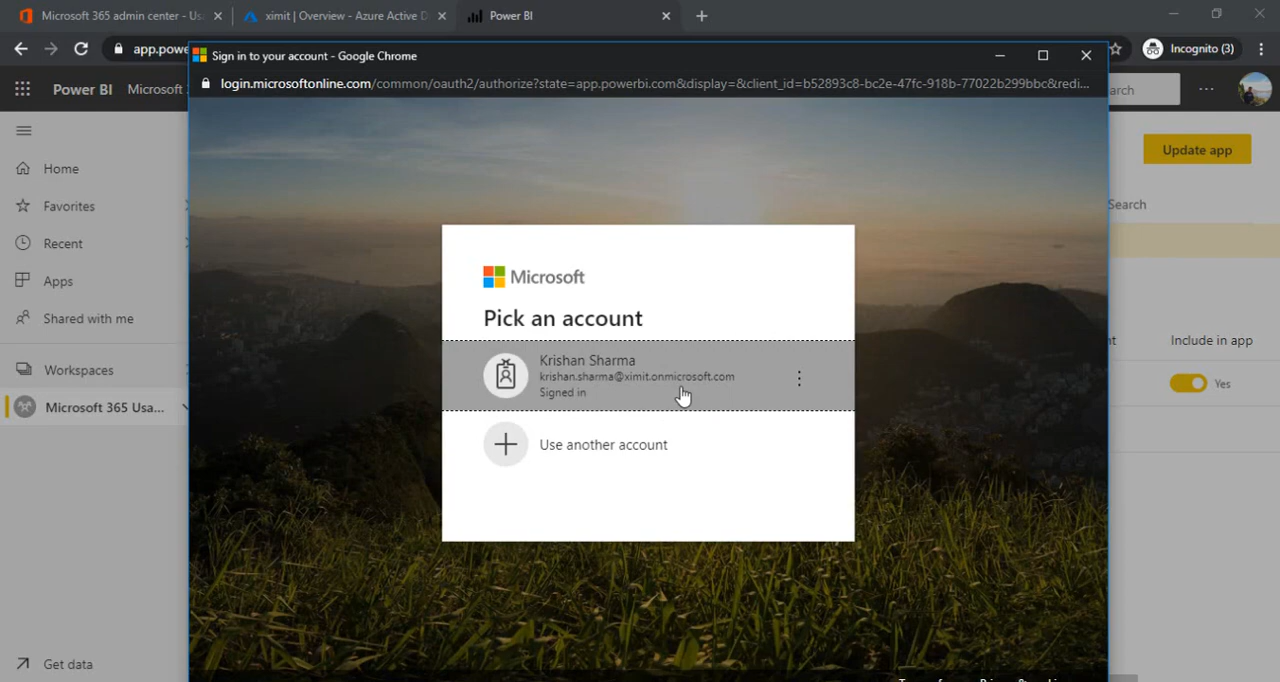 Microsoft 365 admin center - Us
ximit | Overview - Azure Active D
Power BI
app.powe
Incognito (3)
Sign in to your account - Google Chrome
login.microsoftonline.com/common/oauth2/authorize?state=app.powerbi.com&display=&client_id=b52893c8-bc2e-47fc-918b-77022b299bbc&redi...
Power BI
Microsoft
arch
Update app
Home
Favorites
Search
Recent
Apps
Shared with me
Microsoft
Pick an account
Include in app
Krishan Sharma
krishan.sharma@ximit.onmicrosoft.com
Signed in
Yes
Workspaces
Microsoft 365 Usa...
Use another account
Get data